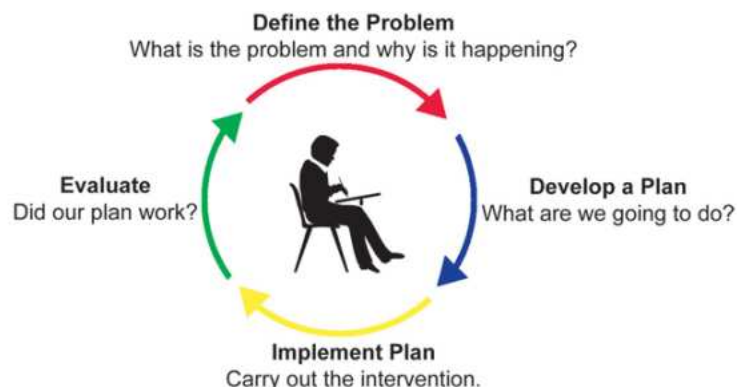 Define the Problem
What is the problem and why is it happening?
Develop a Plan
What are we going to do?
Implement Plan
Carry out the intervention.
Evaluate
Did our plan work?